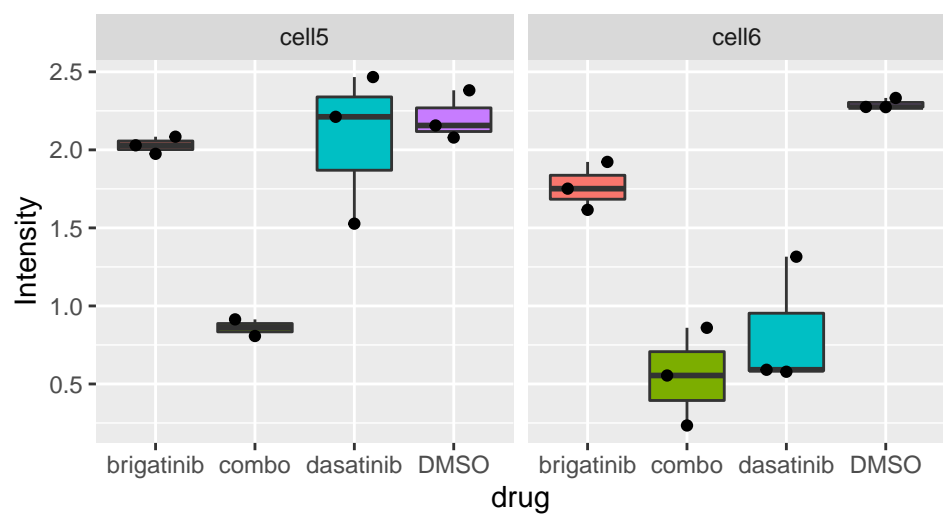 cell5 cell6
2.5
2.0
1.5
1.0
0.5
Intensity
brigatinib combo dasatinib DMSO brigatinib combo dasatinib DMSO
drug